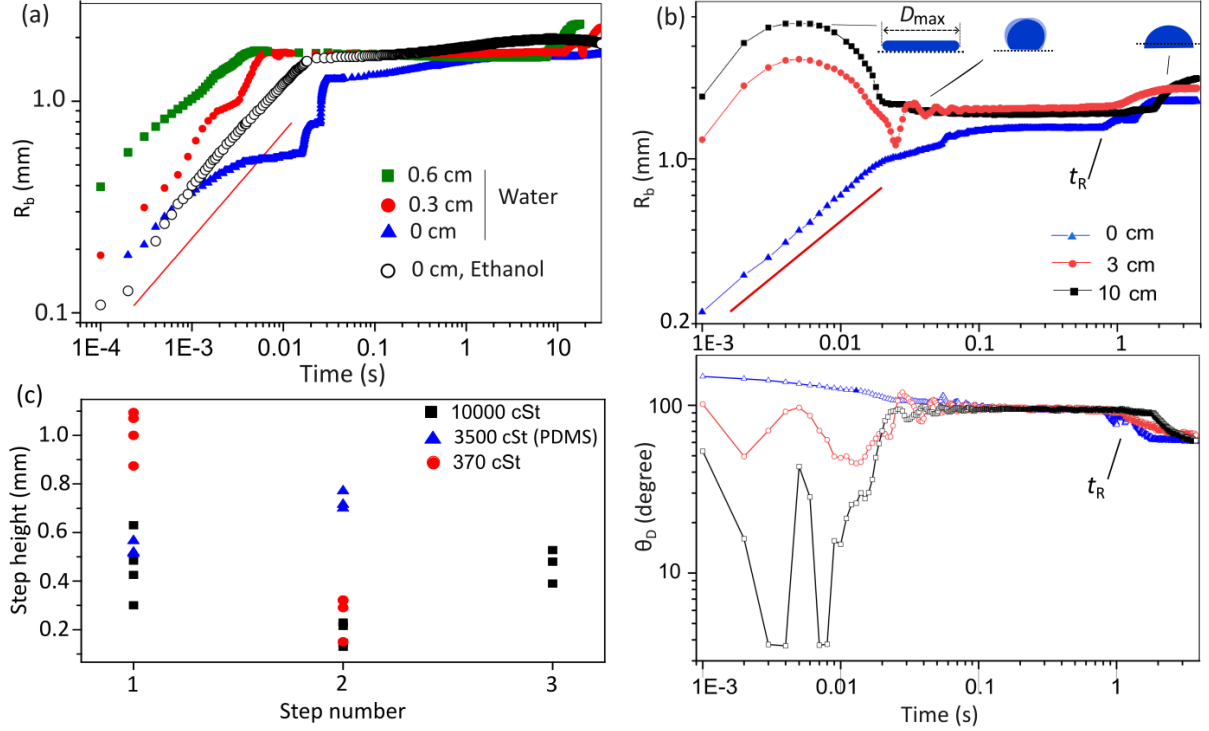 (a)
R_b (mm)
1.0
0.1
0.6 cm
0.3 cm
0 cm
Water
0 cm, Ethanol
1E-4 1E-3 0.01 0.1 1 10
Time (s)
(b)
D_max
R_b (mm)
1.0
0.2
t_R
0 cm
3 cm
10 cm
1E-3 0.01 0.1 1
(c)
Step height (mm)
1.0
0.8
0.6
0.4
0.2
10000 cSt
3500 cSt (PDMS)
370 cSt
1 2 3
Step number
θ_D (degree)
100
10
t_R
1E-3 0.01 0.1 1
Time (s)